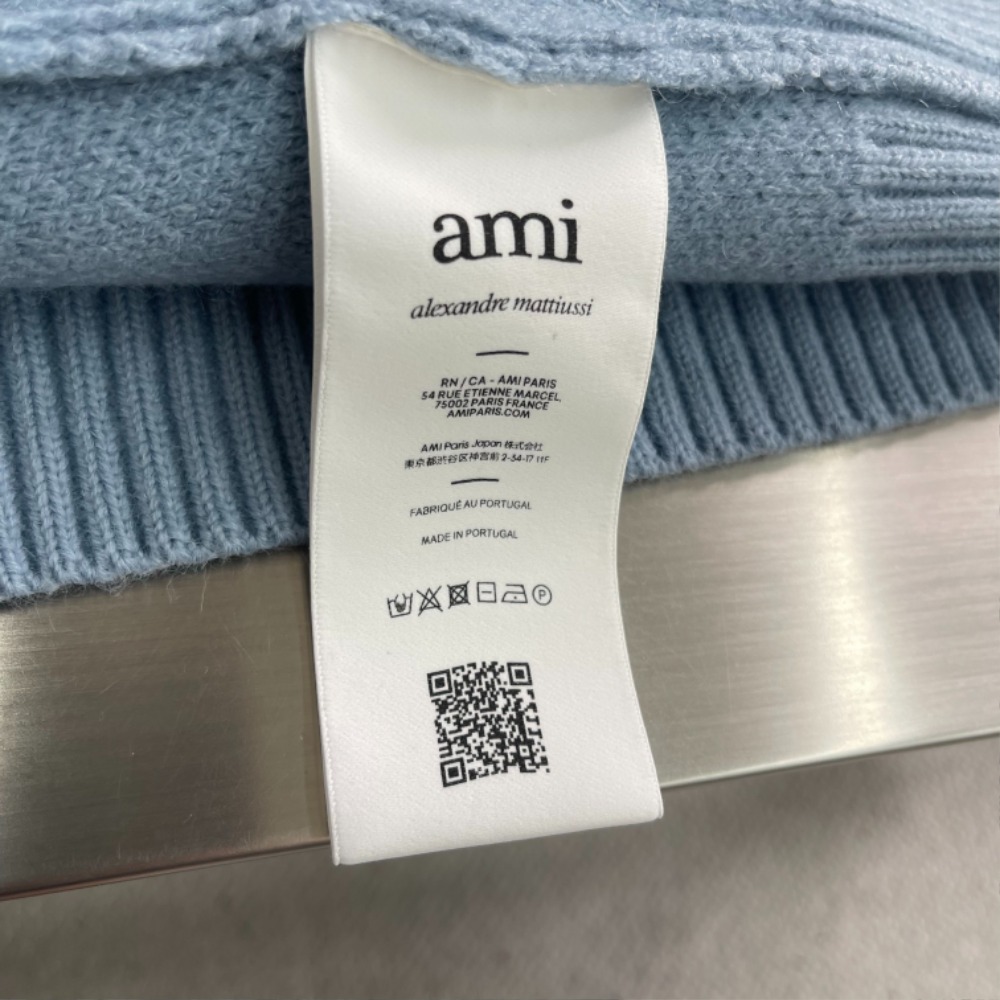 ami
alexandre mattiussi
RN / CA - AMI PARIS
54 RUE ETIENNE MARCEL,
75002 PARIS FRANCE
AMIPARIS.COM
AMI Paris Japan 株式会社
東京都渋谷区神宮前 2-34-17 11F
FABRIQUÉ AU PORTUGAL
MADE IN PORTUGAL
P